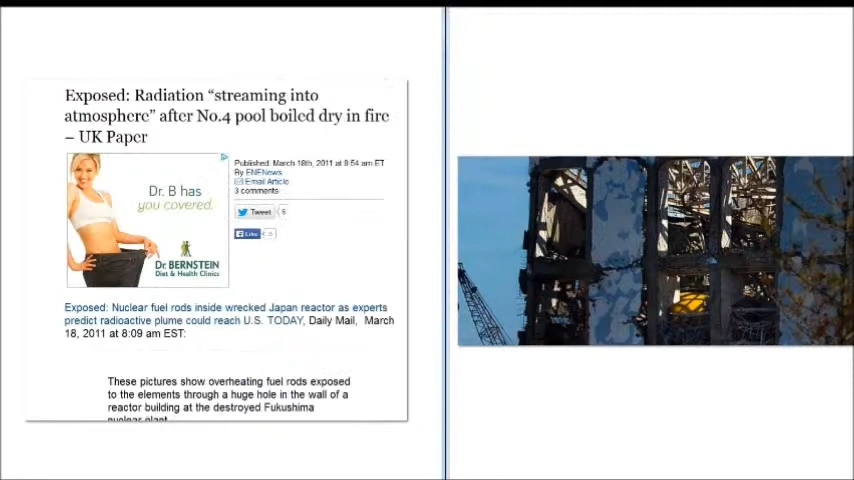 Exposed: Radiation “streaming into
atmosphere” after No.4 pool boiled dry in fire
– UK Paper
Dr. B has
you covered.
Dr. BERNSTEIN
Diet & Health Clinics
Published: March 18th, 2011 at 8:54 am ET
By ENENews
Email Article
3 comments
Tweet 6
Like
Exposed: Nuclear fuel rods inside wrecked Japan reactor as experts
predict radioactive plume could reach U.S. TODAY, Daily Mail, March
18, 2011 at 8:09 am EST:
These pictures show overheating fuel rods exposed
to the elements through a huge hole in the wall of a
reactor building at the destroyed Fukushima
nuclear plant